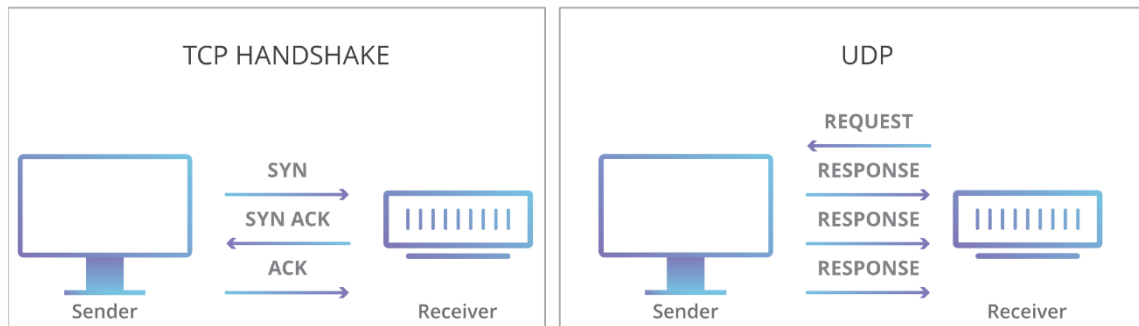 TCP HANDSHAKE
SYN
SYN ACK
ACK
Sender
Receiver
UDP
REQUEST
RESPONSE
RESPONSE
RESPONSE
Sender
Receiver